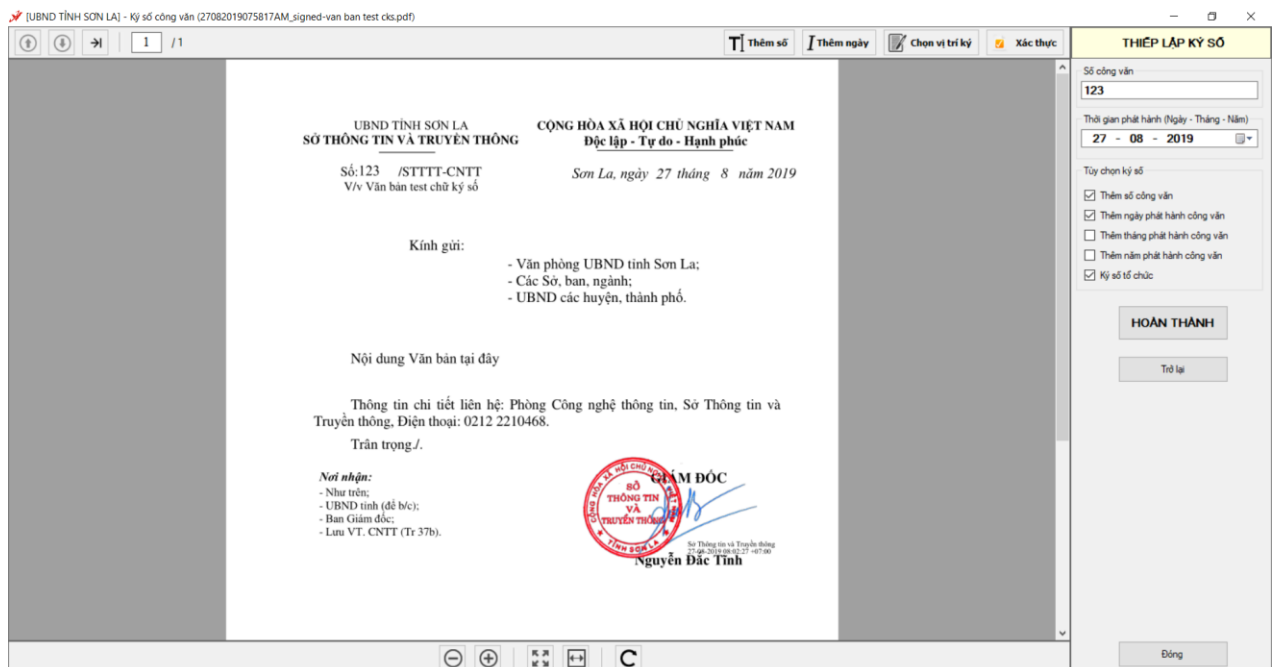 [UBND TỈNH SƠN LA] - Ký số công văn (27082019075817AM_signed-van ban test cks.pdf)
1 /1
Thêm số Thêm ngày Chọn vị trí ký Xác thực
THIẾP LẬP KÝ SỐ
UBND TỈNH SƠN LA
SỞ THÔNG TIN VÀ TRUYỀN THÔNG
CỘNG HÒA XÃ HỘI CHỦ NGHĨA VIỆT NAM
Độc lập - Tự do - Hạnh phúc
Số:123 /STTTT-CNTT
V/v Văn bản test chữ ký số
Sơn La, ngày 27 tháng 8 năm 2019
Kính gửi:
- Văn phòng UBND tỉnh Sơn La;
- Các Sở, ban, ngành;
- UBND các huyện, thành phố.
Nội dung Văn bản tại đây
Thông tin chi tiết liên hệ: Phòng Công nghệ thông tin, Sở Thông tin và
Truyền thông, Điện thoại: 0212 2210468.
Trân trọng./.
Nơi nhận:
- Như trên;
- UBND tỉnh (để b/c);
- Ban Giám đốc;
- Lưu VT. CNTT (Tr 37b).
GIÁM ĐỐC
CỘNG HÒA XÃ HỘI CHỦ NGHĨA VIỆT NAM
SỞ
THÔNG TIN
VÀ
TRUYỀN THÔNG
TỈNH SƠN LA
Sở Thông tin và Truyền thông
27-08-2019 08:02:27 +07:00
Nguyễn Đắc Tĩnh
Số công văn
123
Thời gian phát hành (Ngày - Tháng - Năm)
27 - 08 - 2019
Tùy chọn ký số
Thêm số công văn
Thêm ngày phát hành công văn
Thêm tháng phát hành công văn
Thêm năm phát hành công văn
Ký số tổ chức
HOÀN THÀNH
Trở lại
Đóng